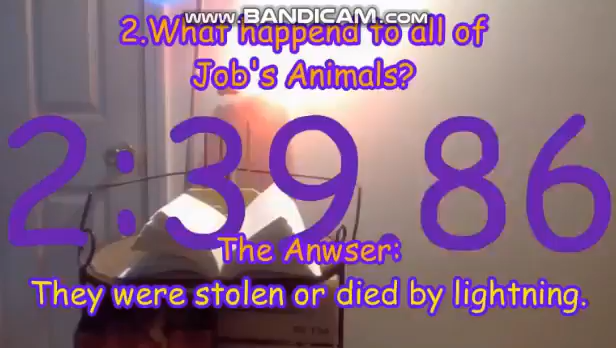 www.BANDICAM.com
2.What happend to all of
Job's Animals?
2:39 86
The Anwser:
They were stolen or died by lightning.